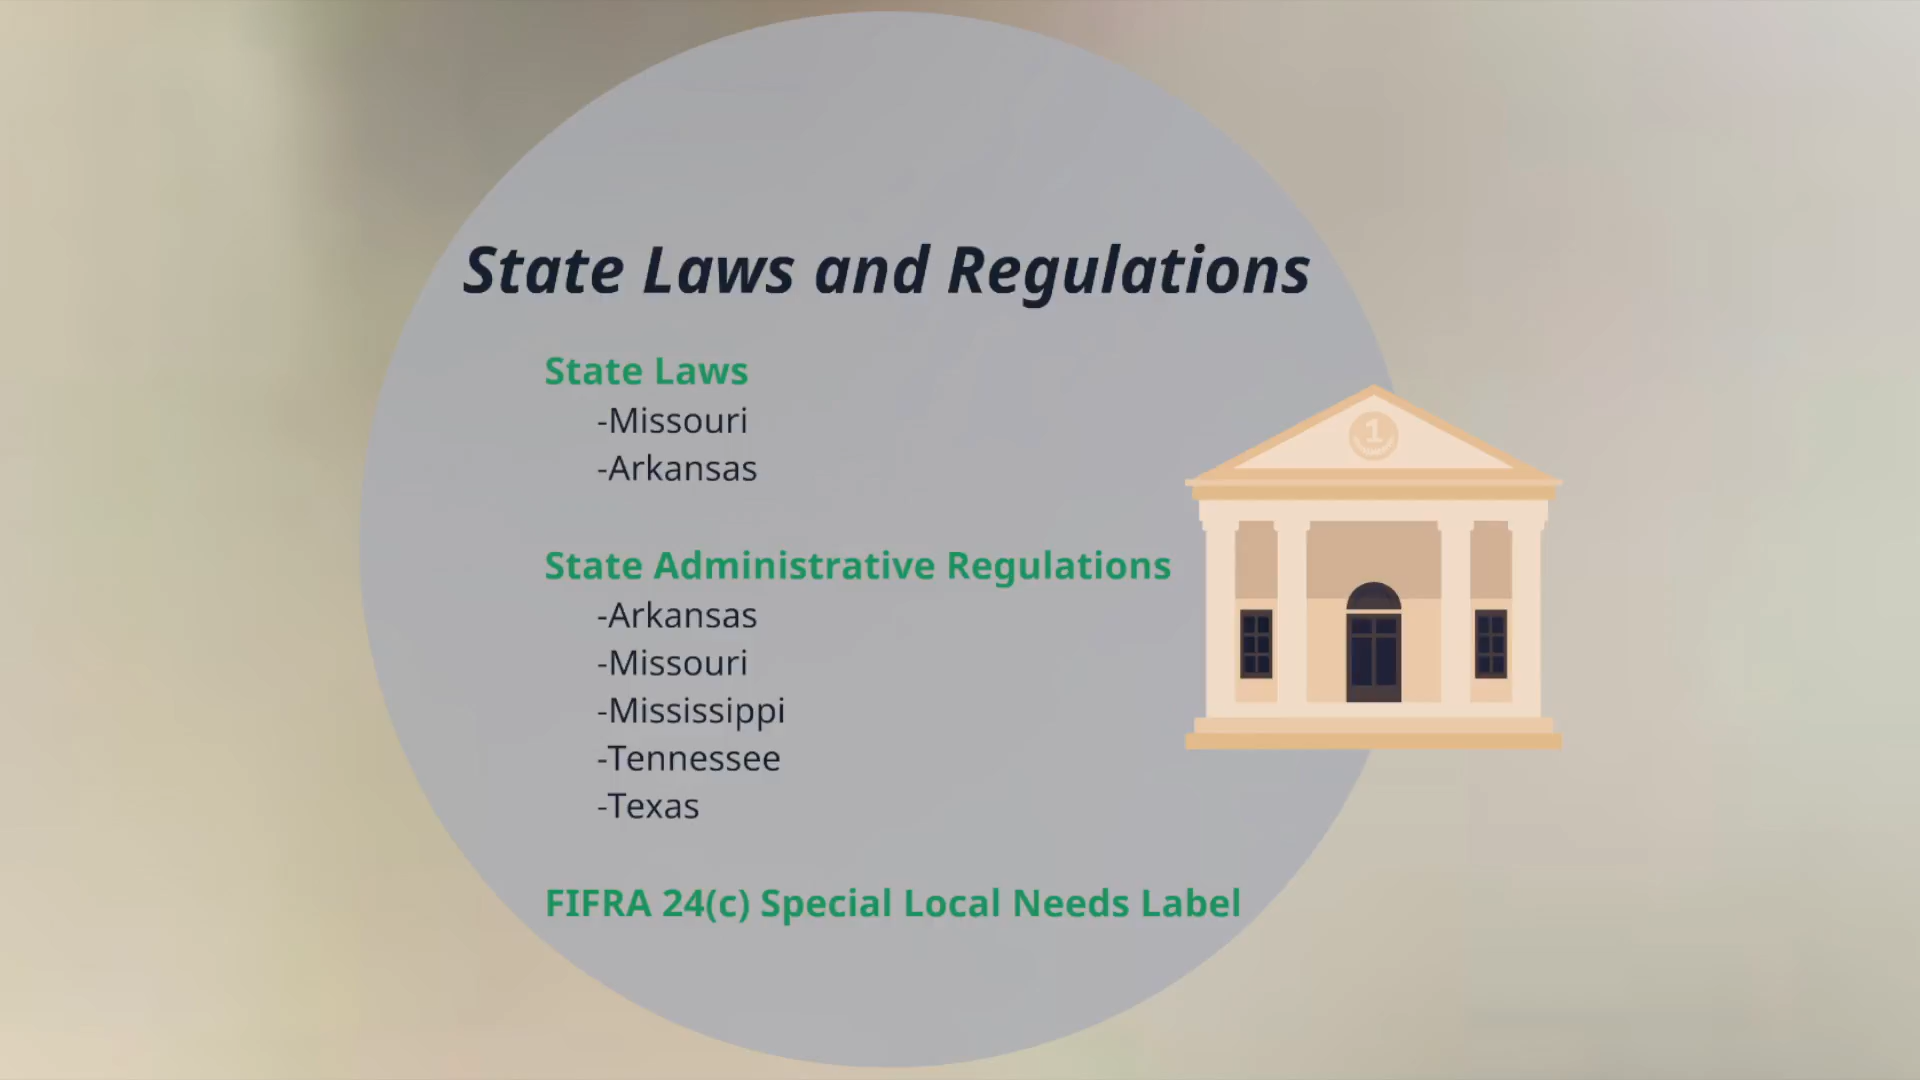 State Laws and Regulations
State Laws
-Missouri
-Arkansas
State Administrative Regulations
-Arkansas
-Missouri
-Mississippi
-Tennessee
-Texas
FIFRA 24(c) Special Local Needs Label
1